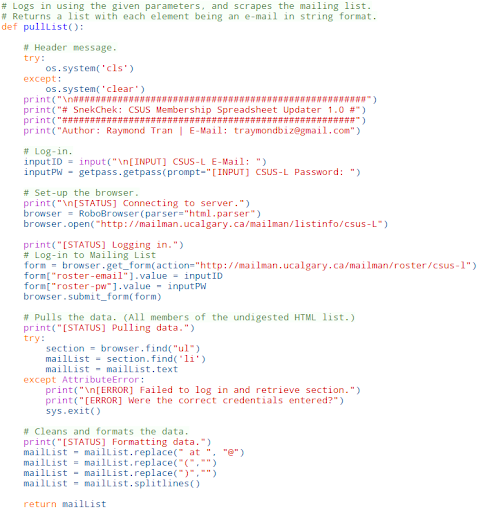 # Logs in using the given parameters, and scrapes the mailing list.
# Returns a list with each element being an e-mail in string format.
def pullList():
    # Header message.
    try:
        os.system('cls')
    except:
        os.system('clear')
    print("\n########################################################")
    print("# SnekChek: CSUS Membership Spreadsheet Updater 1.0 #")
    print("########################################################")
    print("Author: Raymond Tran | E-Mail: traymondbiz@gmail.com")
    # Log-in.
    inputID = input("\n[INPUT] CSUS-L E-Mail: ")
    inputPW = getpass.getpass(prompt="[INPUT] CSUS-L Password: ")
    # Set-up the browser.
    print("\n[STATUS] Connecting to server.")
    browser = RoboBrowser(parser="html.parser")
    browser.open("http://mailman.ucalgary.ca/mailman/listinfo/csus-L")
    print("[STATUS] Logging in.")
    # Log-in to Mailing List
    form = browser.get_form(action="http://mailman.ucalgary.ca/mailman/roster/csus-l")
    form["roster-email"].value = inputID
    form["roster-pw"].value = inputPW
    browser.submit_form(form)
    # Pulls the data. (All members of the undigested HTML list.)
    print("[STATUS] Pulling data.")
    try:
        section = browser.find("ul")
        mailList = section.find('li')
        mailList = mailList.text
    except AttributeError:
        print("\n[ERROR] Failed to log in and retrieve section.")
        print("[ERROR] Were the correct credentials entered?")
        sys.exit()
    # Cleans and formats the data.
    print("[STATUS] Formatting data.")
    mailList = mailList.replace(" at ", "@")
    mailList = mailList.replace("(","")
    mailList = mailList.replace(")","")
    mailList = mailList.splitlines()
    return mailList